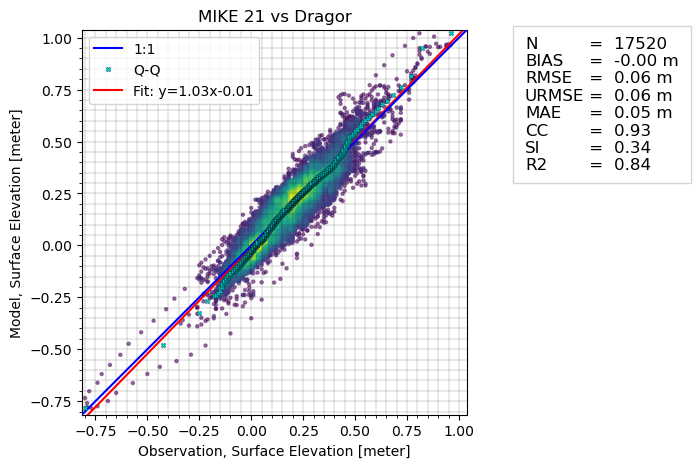 MIKE 21 vs Dragor
1:1
Q-Q
Fit: y=1.03x-0.01
N = 17520
BIAS = -0.00 m
RMSE = 0.06 m
URMSE = 0.06 m
MAE = 0.05 m
CC = 0.93
SI = 0.34
R2 = 0.84
Model, Surface Elevation [meter]
1.00
0.75
0.50
0.25
0.00
−0.25
−0.50
−0.75
−0.75 −0.50 −0.25 0.00 0.25 0.50 0.75 1.00
Observation, Surface Elevation [meter]